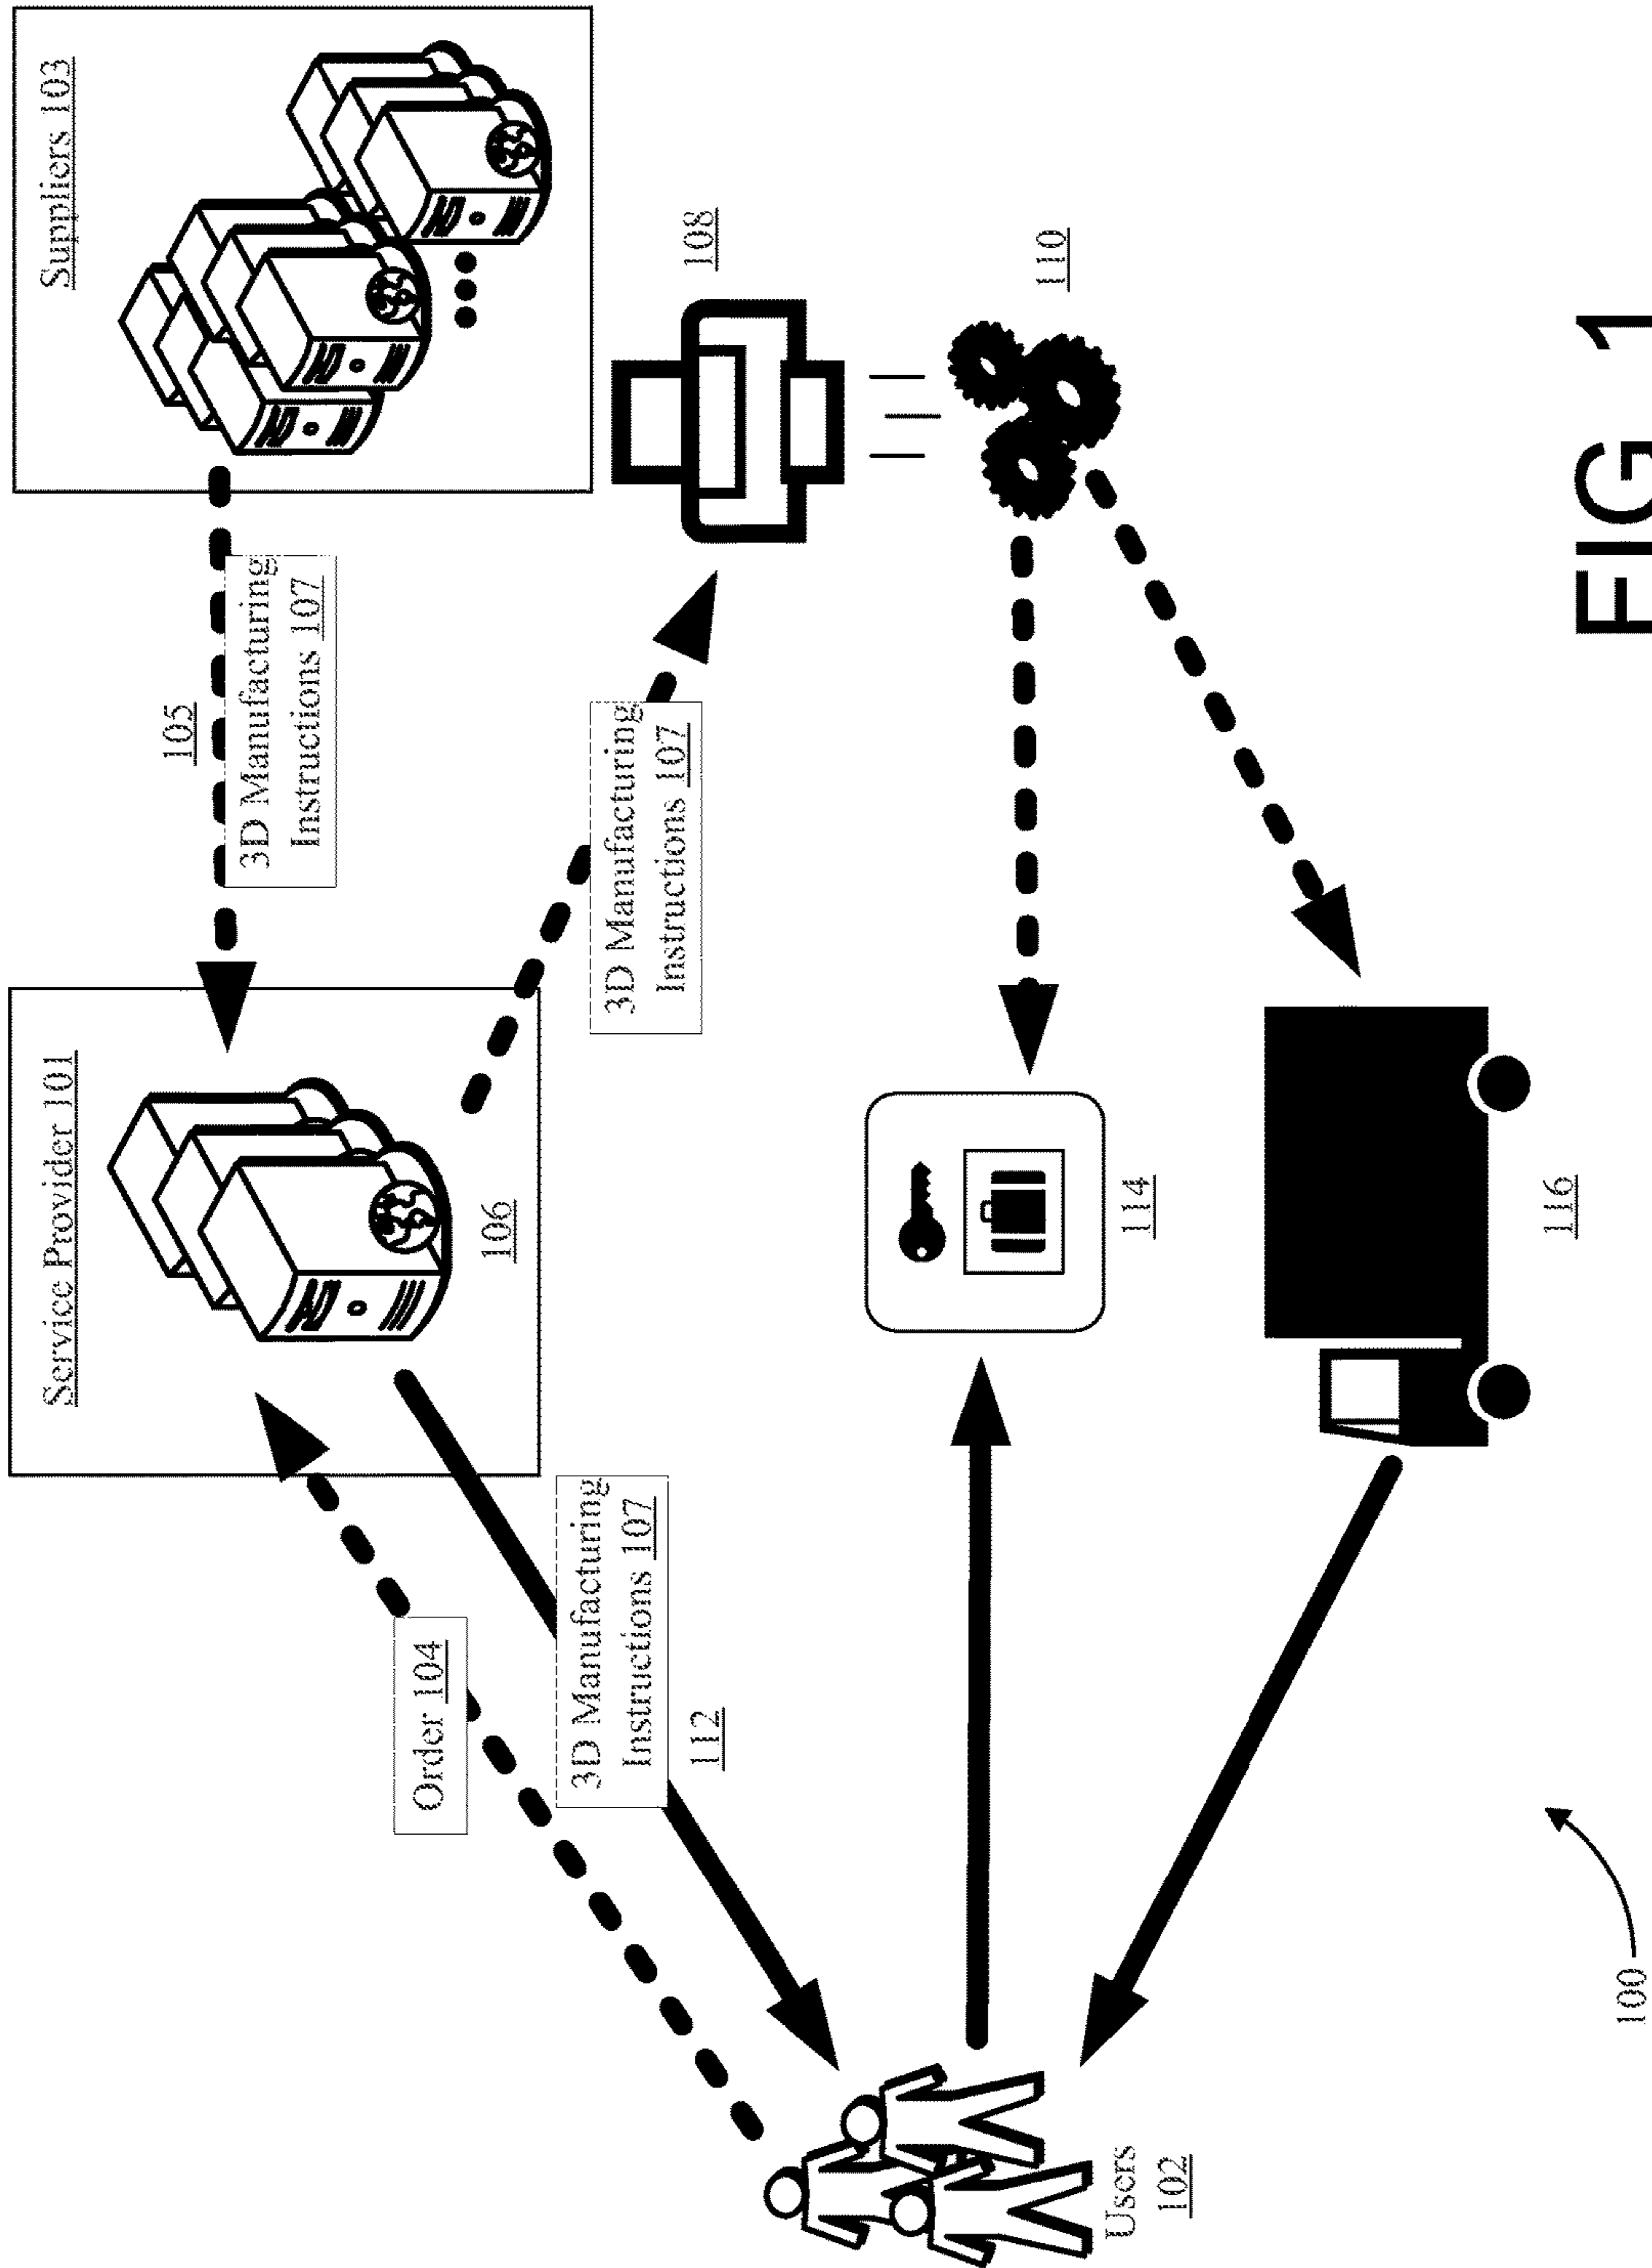 Service Provider 101
Suppliers 103
105
3D Manufacturing
Instructions 107
106
Order 104
3D Manufacturing
Instructions 107
3D Manufacturing
Instructions 107
112
108
110
114
116
Users
102
100
FIG. 1